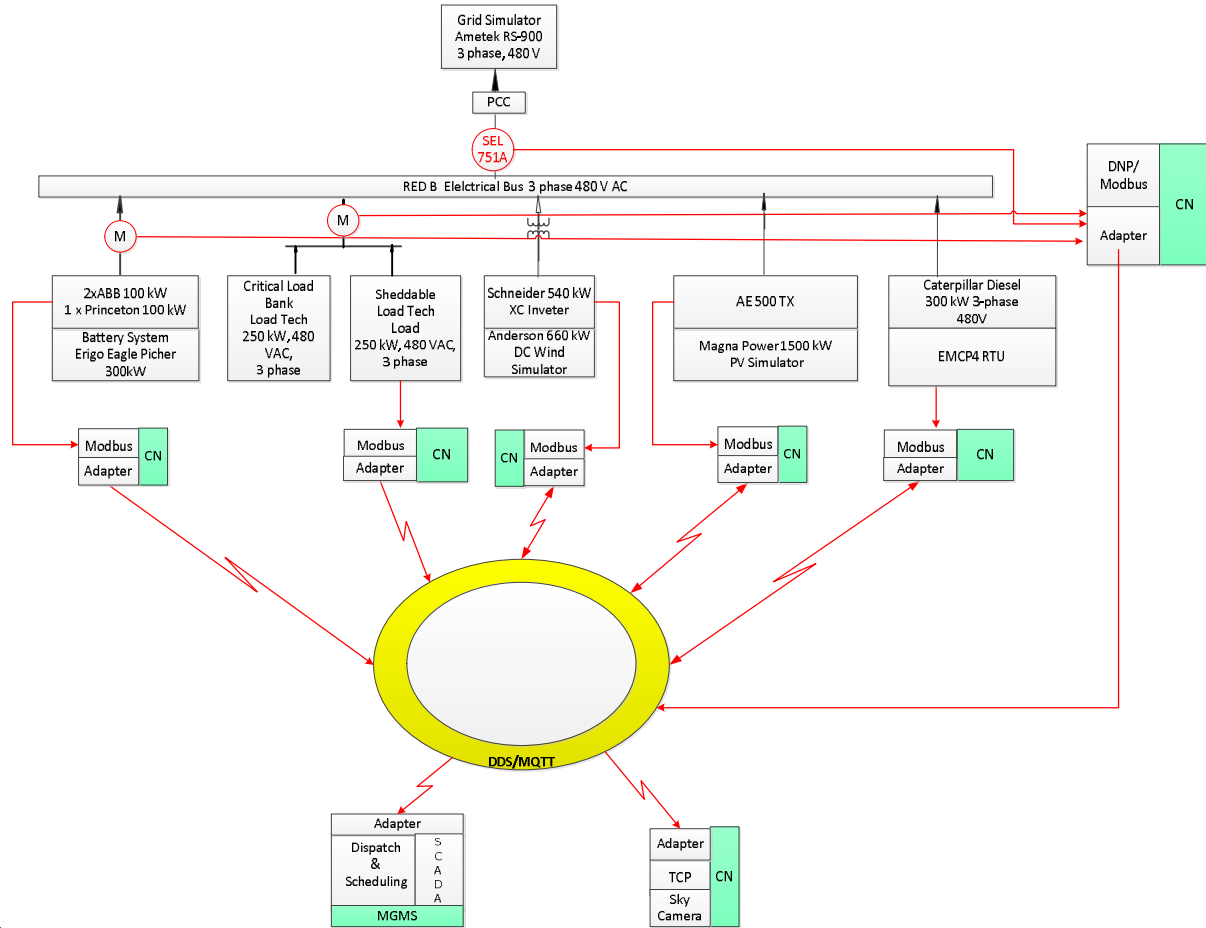 Grid Simulator
Ametek RS-900
3 phase, 480 V
PCC
SEL
751A
RED B Elelctrical Bus 3 phase 480 V AC
DNP/
Modbus
CN
Adapter
M
M
2xABB 100 kW
1 x Princeton 100 kW
Battery System
Erigo Eagle Picher
300kW
Critical Load
Bank
Load Tech
250 kW, 480
VAC,
3 phase
Sheddable
Load Tech
Load
250 kW, 480 VAC,
3 phase
Schneider 540 kW
XC Inveter
Anderson 660 kW
DC Wind
Simulator
AE 500 TX
Magna Power1500 kW
PV Simulator
Caterpillar Diesel
300 kW 3-phase
480V
EMCP4 RTU
Modbus
Adapter
CN
Modbus
Adapter
CN
CN
Modbus
Adapter
Modbus
Adapter
CN
Modbus
Adapter
CN
DDS/MQTT
Adapter
Dispatch
&
Scheduling
S
C
A
D
A
MGMS
Adapter
TCP
Sky
Camera
CN